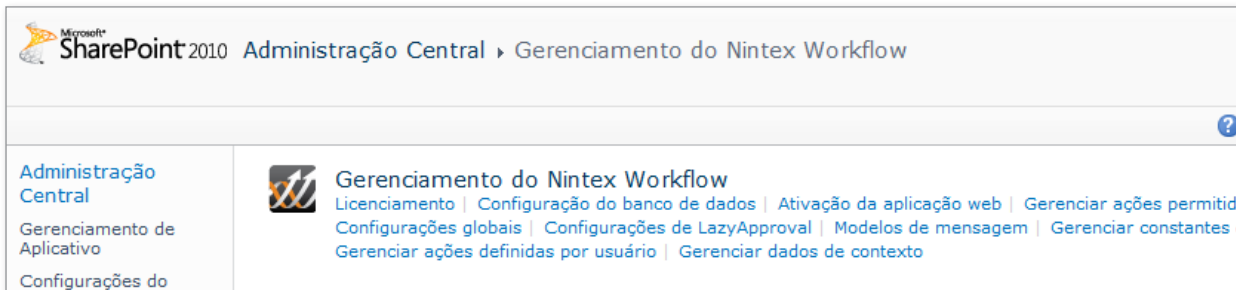 Microsoft
SharePoint 2010 Administração Central ▸ Gerenciamento do Nintex Workflow
?
Administração
Central
Gerenciamento de
Aplicativo
Configurações do
Gerenciamento do Nintex Workflow
Licenciamento | Configuração do banco de dados | Ativação da aplicação web | Gerenciar ações permitid
Configurações globais | Configurações de LazyApproval | Modelos de mensagem | Gerenciar constantes
Gerenciar ações definidas por usuário | Gerenciar dados de contexto